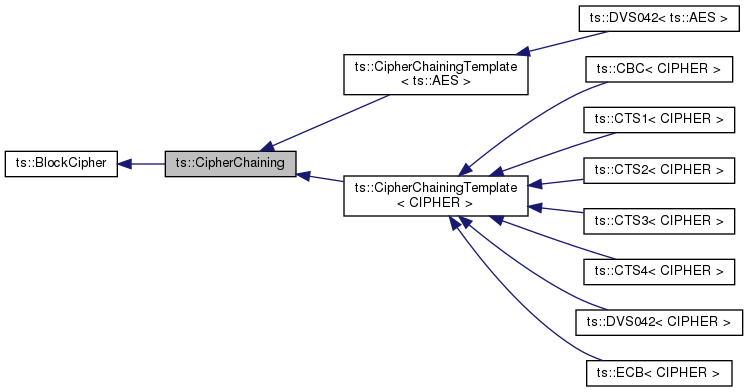 ts::BlockCipher
ts::CipherChaining
ts::CipherChainingTemplate
< ts::AES >
ts::CipherChainingTemplate
< CIPHER >
ts::DVS042< ts::AES >
ts::CBC< CIPHER >
ts::CTS1< CIPHER >
ts::CTS2< CIPHER >
ts::CTS3< CIPHER >
ts::CTS4< CIPHER >
ts::DVS042< CIPHER >
ts::ECB< CIPHER >